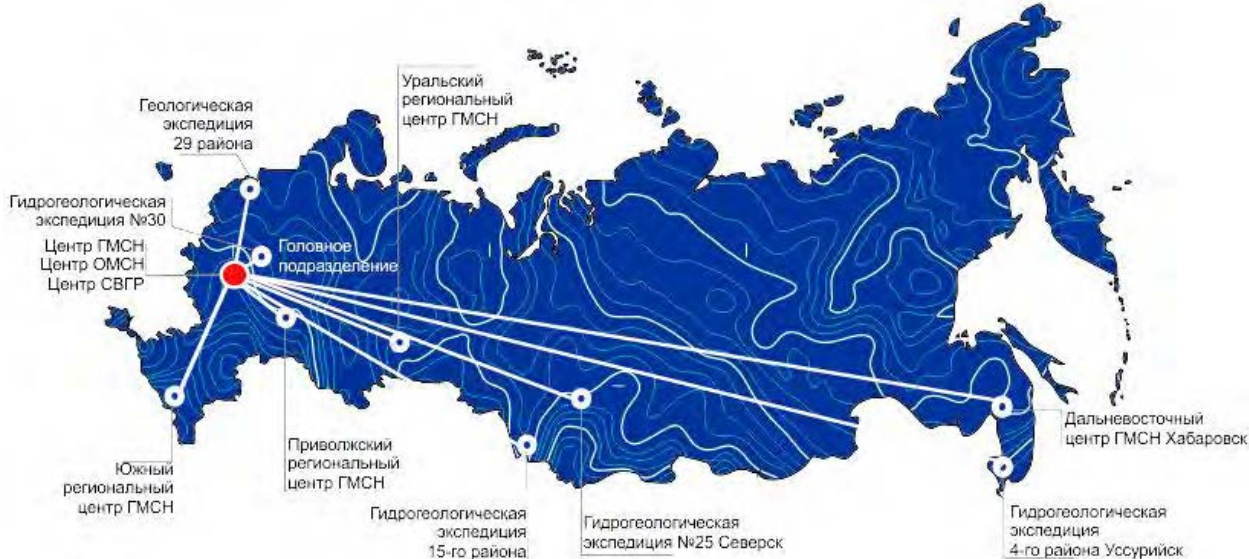 Уральский
региональный
центр ГМСН
Геологическая
экспедиция
29 района
Гидрогеологическая
экспедиция №30
Центр ГМСН
Центр ОМСН
Центр СВГР
Головное
подразделение
Южный
региональный
центр ГМСН
Приволжский
региональный
центр ГМСН
Гидрогеологическая
экспедиция
15-го района
Гидрогеологическая
экспедиция №25 Северск
Дальневосточный
центр ГМСН Хабаровск
Гидрогеологическая
экспедиция
4-го района Уссурийск